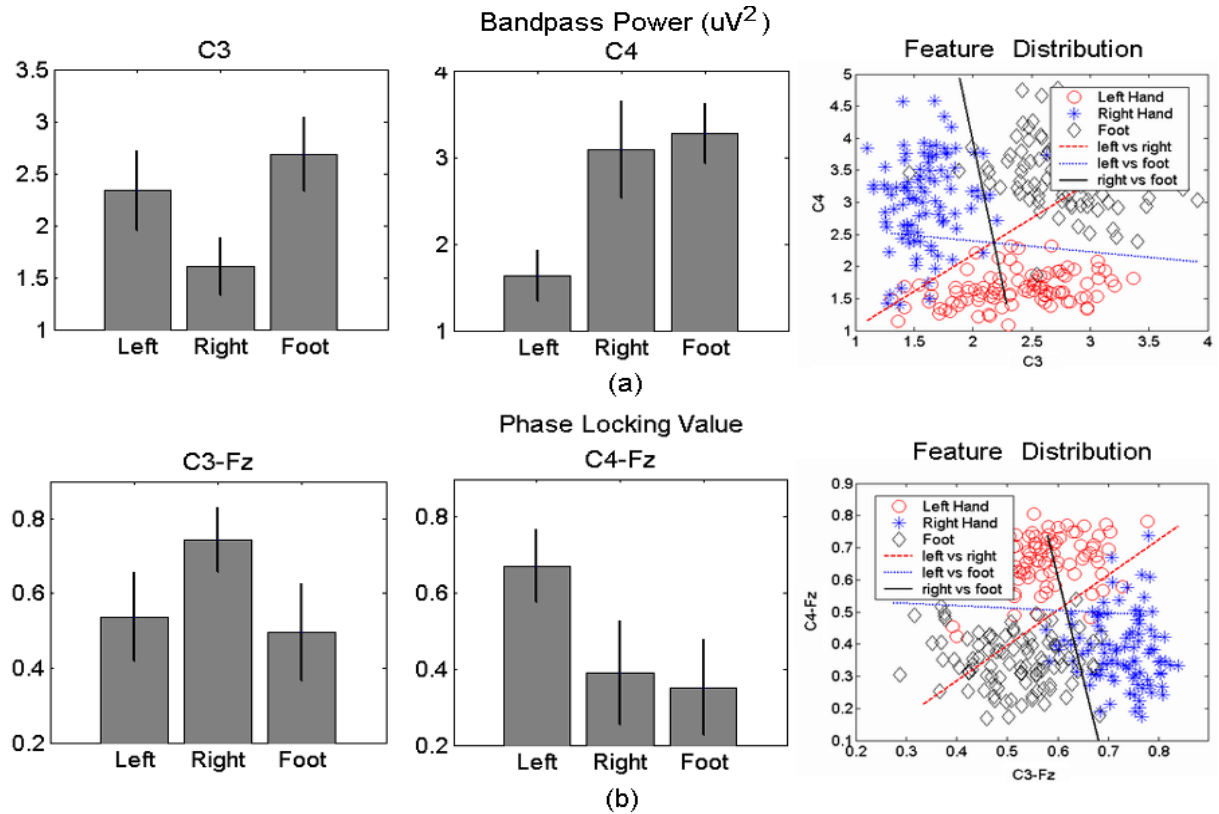 Bandpass Power (uV2)
C3
3.5
3
2.5
2
1.5
1
Left Right Foot
C4
4
3
2
1
Left Right Foot
Feature Distribution
5
4.5
4
3.5
3
2.5
2
1.5
1
C4
Left Hand
Right Hand
Foot
left vs right
left vs foot
right vs foot
1 1.5 2 2.5 3 3.5 4
C3
(a)
Phase Locking Value
C3-Fz
0.8
0.6
0.4
0.2
Left Right Foot
C4-Fz
0.8
0.6
0.4
0.2
Left Right Foot
Feature Distribution
0.9
0.8
0.7
0.6
0.5
0.4
0.3
0.2
0.1
C4-Fz
Left Hand
Right Hand
Foot
left vs right
left vs foot
right vs foot
0.2 0.3 0.4 0.5 0.6 0.7 0.8
C3-Fz
(b)